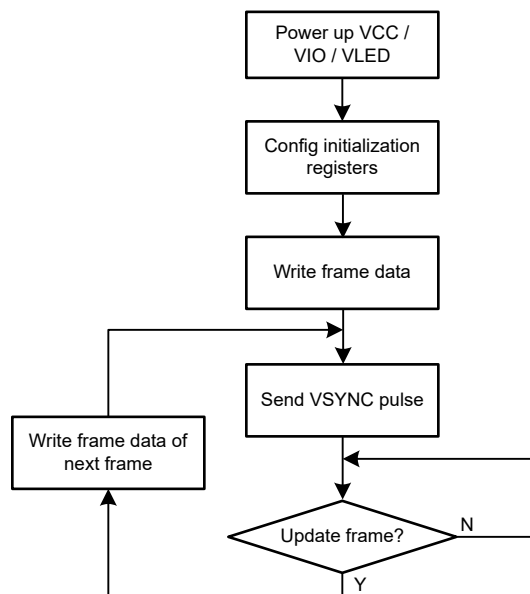 Power up VCC /
VIO / VLED
Config initialization
registers
Write frame data
Send VSYNC pulse
Write frame data of
next frame
Update frame?
N
Y